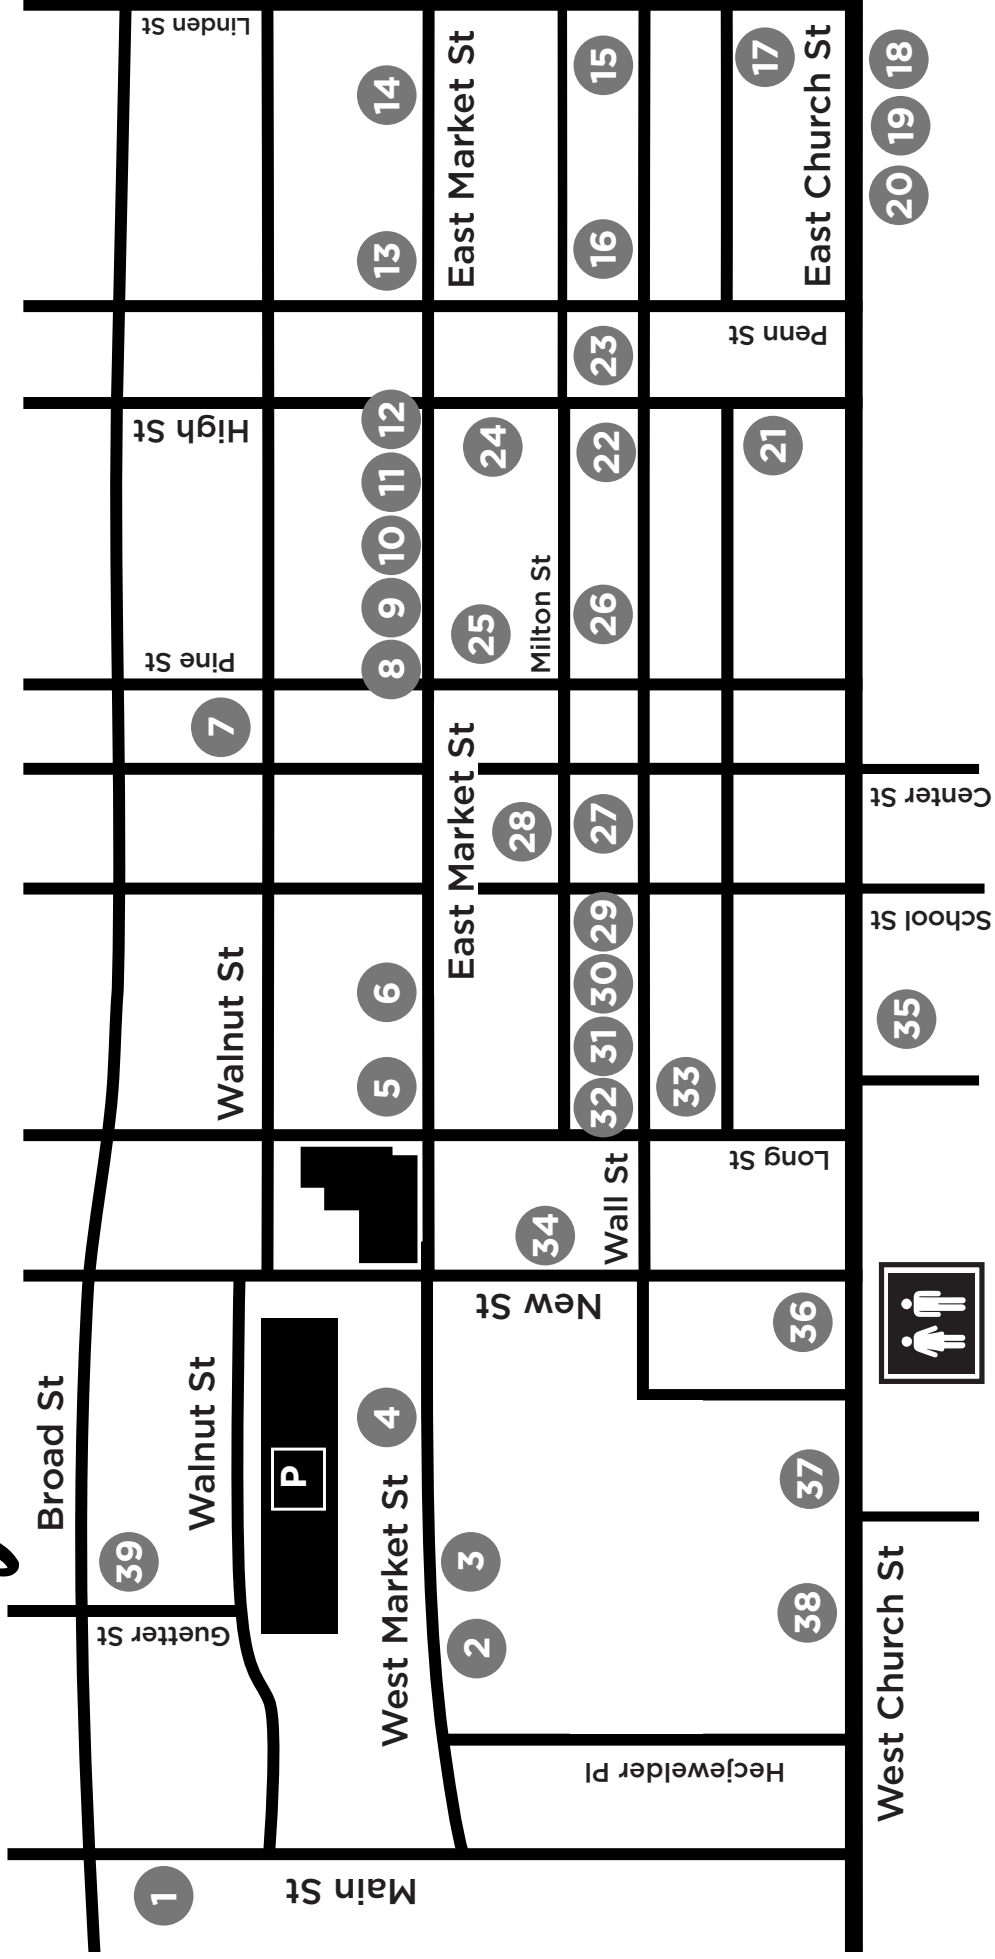 Broad St
1
Guetter St
39
Walnut St
P
Main St
West Market St
4
2
3
Hecjewelder Pl
38
37
36
West Church St
New St
34
Wall St
Long St
Walnut St
5
6
East Market St
32
31
30
29
33
35
School St
28
27
Center St
7
Pine St
8
9
10
11
12
25
24
Milton St
26
22
21
High St
23
Penn St
13
14
East Market St
16
15
17
East Church St
20
19
18
Linden St